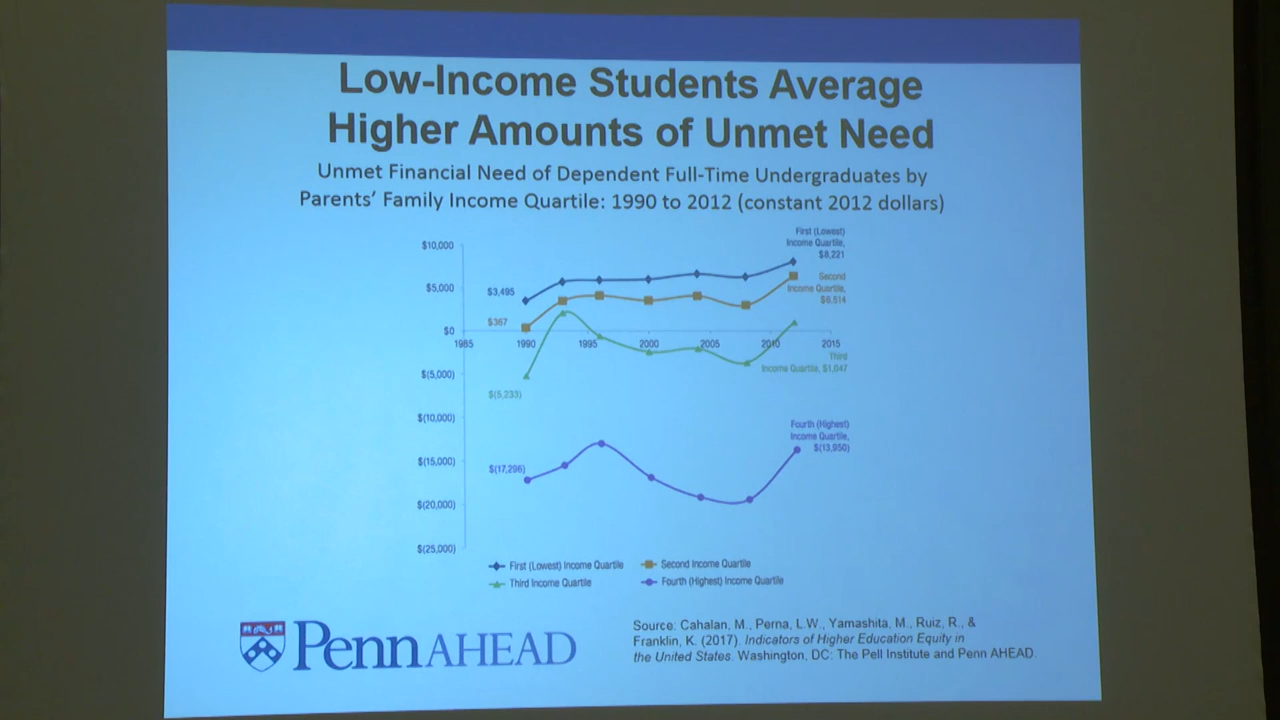 Low-Income Students Average
Higher Amounts of Unmet Need
Unmet Financial Need of Dependent Full-Time Undergraduates by
Parents' Family Income Quartile: 1990 to 2012 (constant 2012 dollars)
First (Lowest)
Income Quartile,
$8,221
$10,000
Second
Income Quartile,
$6,514
$5,000
$3,495
$367
$0
1985
1990
1995
2000
2005
2010
2015
Third
Income Quartile, $1,047
$(5,000)
$(5,233)
$(10,000)
Fourth (Highest)
Income Quartile,
$(13,950)
$(15,000)
$(17,296)
$(20,000)
$(25,000)
First (Lowest) Income Quartile
Second Income Quartile
Third Income Quartile
Fourth (Highest) Income Quartile
Penn AHEAD
Source: Cahalan, M., Perna, L.W., Yamashita, M., Ruiz, R., &
Franklin, K. (2017). Indicators of Higher Education Equity in
the United States. Washington, DC: The Pell Institute and Penn AHEAD.